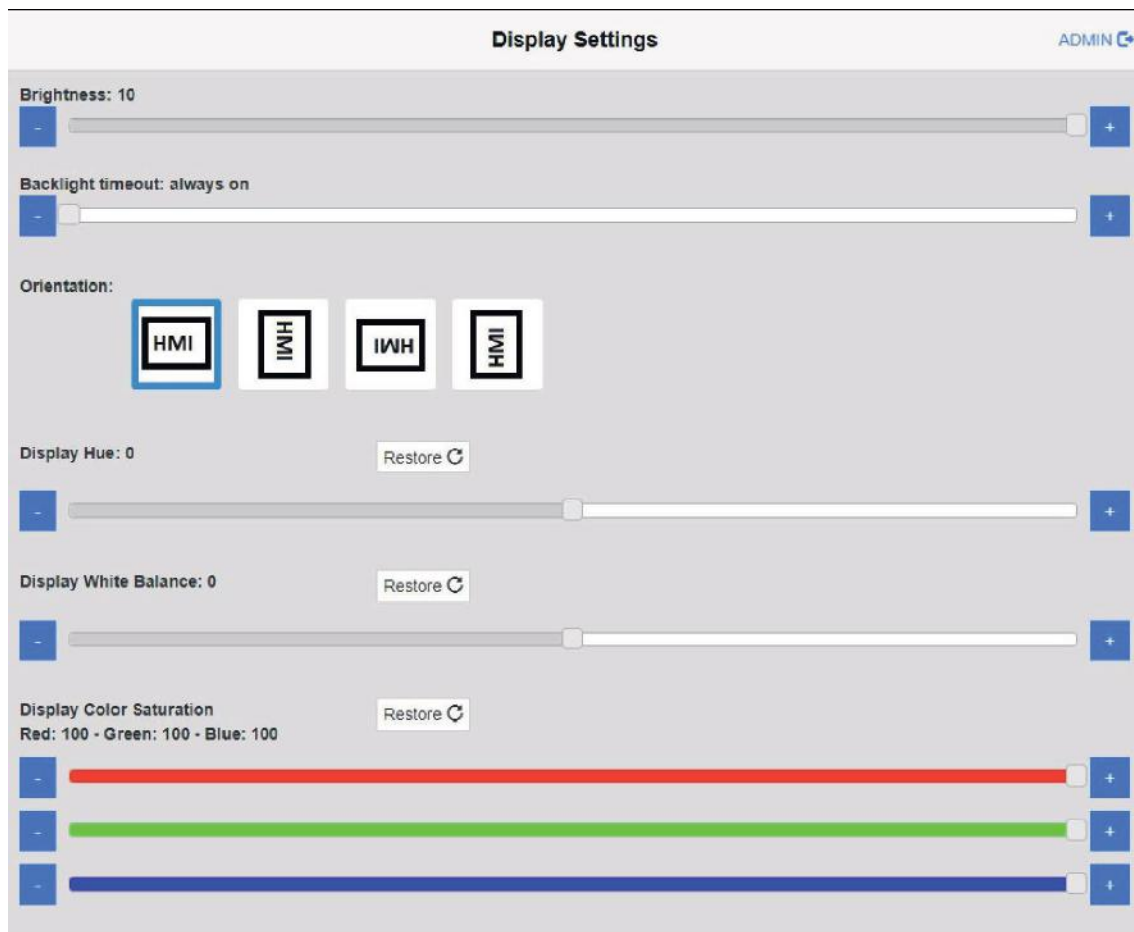 Display Settings
ADMIN
Brightness: 10
- +
Backlight timeout: always on
- +
Orientation:
HMI HMI HMI HMI
Display Hue: 0 Restore
- +
Display White Balance: 0 Restore
- +
Display Color Saturation Restore
Red: 100 - Green: 100 - Blue: 100
- +
- +
- +